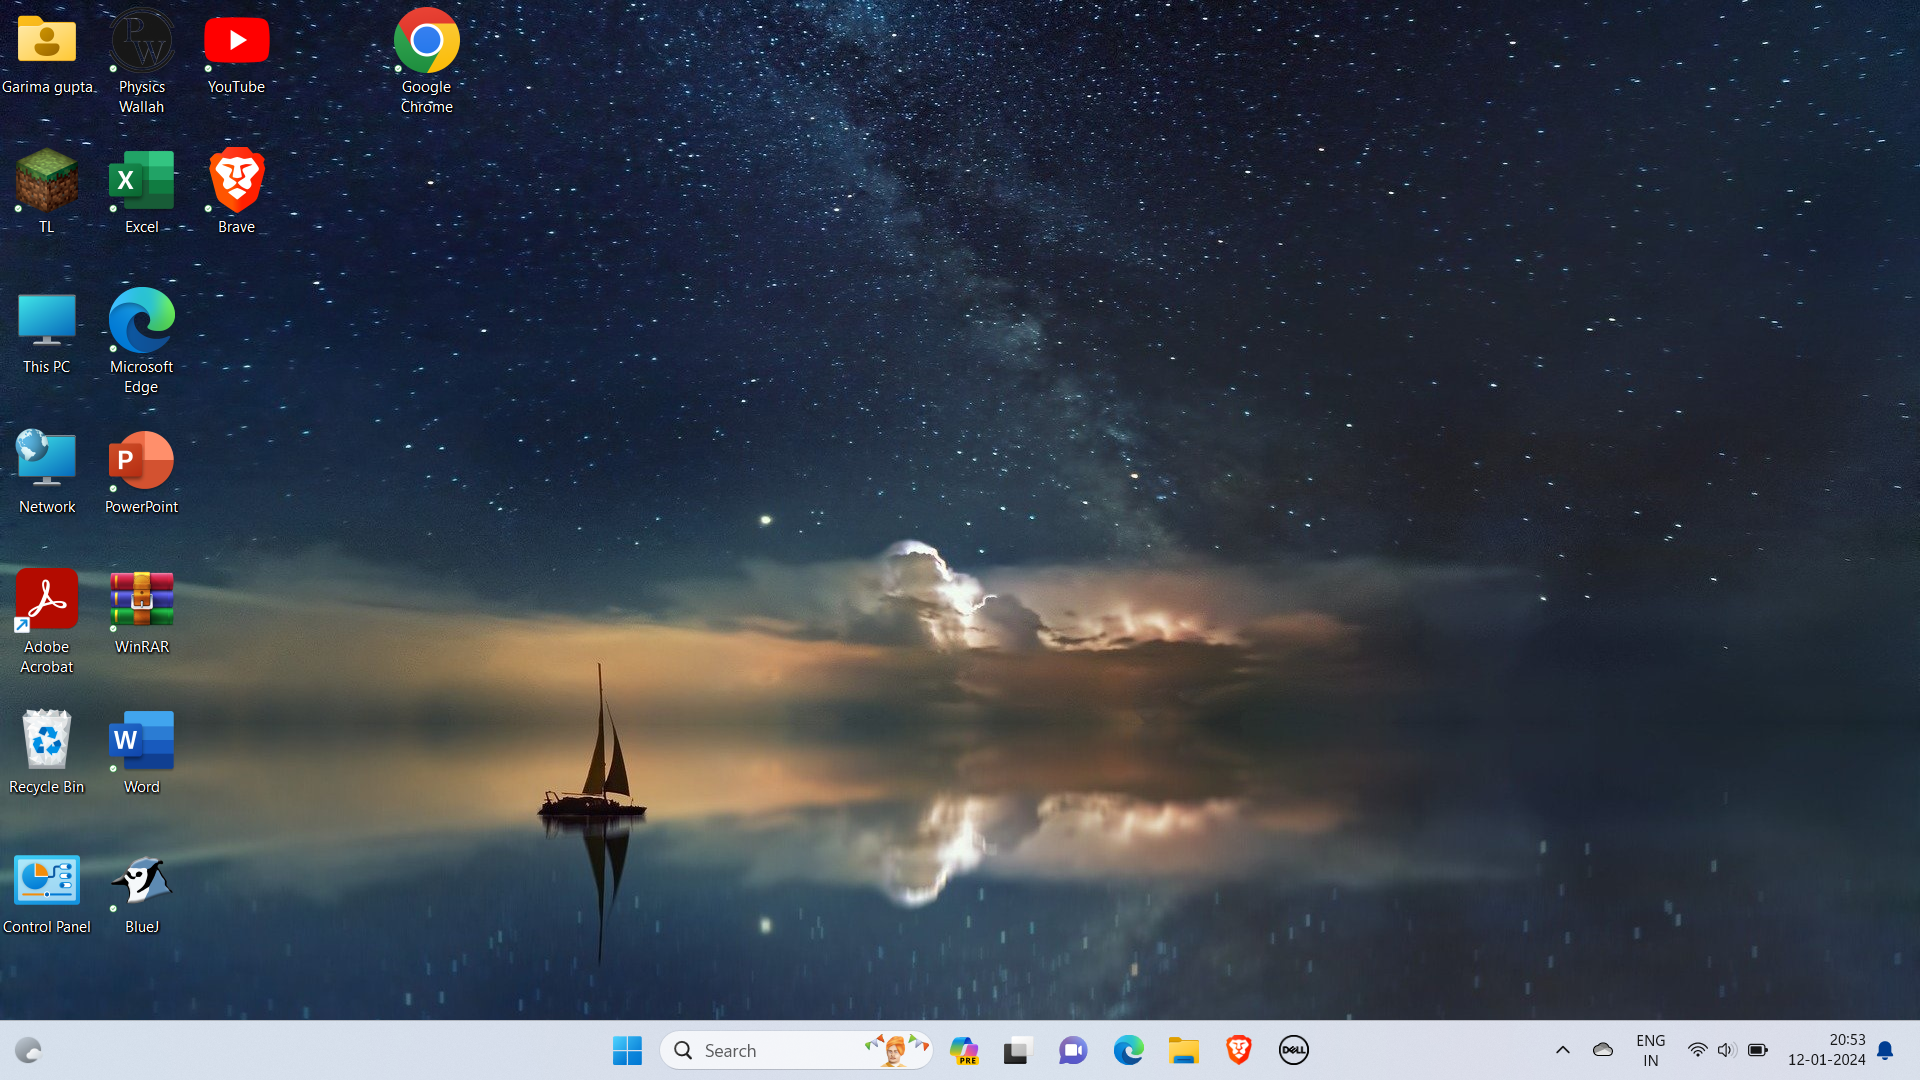 Garima gupta
Physics
Wallah
YouTube
Google
Chrome
TL
X
Excel
Brave
This PC
Microsoft
Edge
Network
P
PowerPoint
Adobe
Acrobat
WinRAR
Recycle Bin
W
Word
Control Panel
BlueJ
Search
PRE
DELL
ENG
IN
20:53
12-01-2024